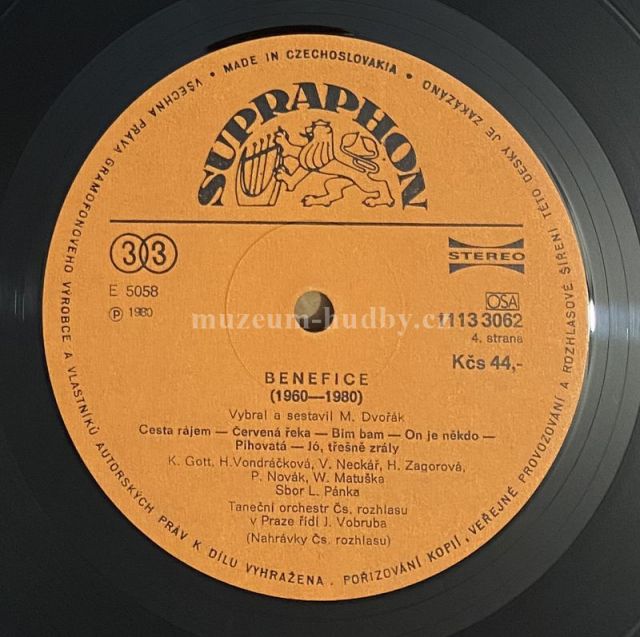 VŠECHNA PRÁVA GRAMOFONOVÉHO VÝROBCE A VLASTNÍKŮ AUTORSKÝCH PRÁV K DÍLU VYHRAŽENA. POŘIZOVÁNÍ KOPIÍ, VEŘEJNÉ PROVOZOVÁNÍ A ROZHLASOVÉ ŠÍŘENÍ TÉTO DESKY JE ZAKÁZÁNO
• MADE IN CZECHOSLOVAKIA •
SUPRAPHON
33
STEREO
E 5058
Ⓟ 1980
OSA
1113 3062
muzeum-hudby.cz
4. strana
Kčs 44,-
BENEFICE
(1960—1980)
Vybral a sestavil M. Dvořák
Cesta rájem — Červená řeka — Bim bam — On je někdo —
Pihovatá — Jó, třešně zrály
K. Gott, H. Vondráčková, V. Neckář, H. Zagorová,
P. Novák, W. Matuška
Sbor L. Pánka
Taneční orchestr Čs. rozhlasu
v Praze řídí J. Vobruba
(Nahrávky Čs. rozhlasu)